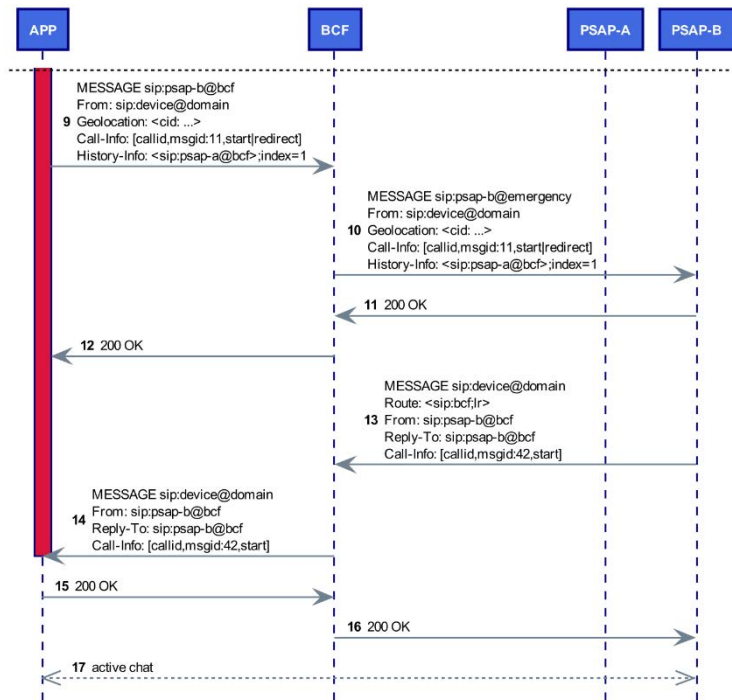 APP
BCF
PSAP-A
PSAP-B
MESSAGE sip:psap-b@bcf
From: sip:device@domain
9 Geolocation: <cid: ...>
Call-Info: [callid,msgid:11,start|redirect]
History-Info: <sip:psap-a@bcf>;index=1
MESSAGE sip:psap-b@emergency
From: sip:device@domain
10 Geolocation: <cid: ...>
Call-Info: [callid,msgid:11,start|redirect]
History-Info: <sip:psap-a@bcf>;index=1
11 200 OK
12 200 OK
MESSAGE sip:device@domain
Route: <sip:bcf;lr>
13 From: sip:psap-b@bcf
Reply-To: sip:psap-b@bcf
Call-Info: [callid,msgid:42,start]
MESSAGE sip:device@domain
From: sip:psap-b@bcf
14 Reply-To: sip:psap-b@bcf
Call-Info: [callid,msgid:42,start]
15 200 OK
16 200 OK
17 active chat